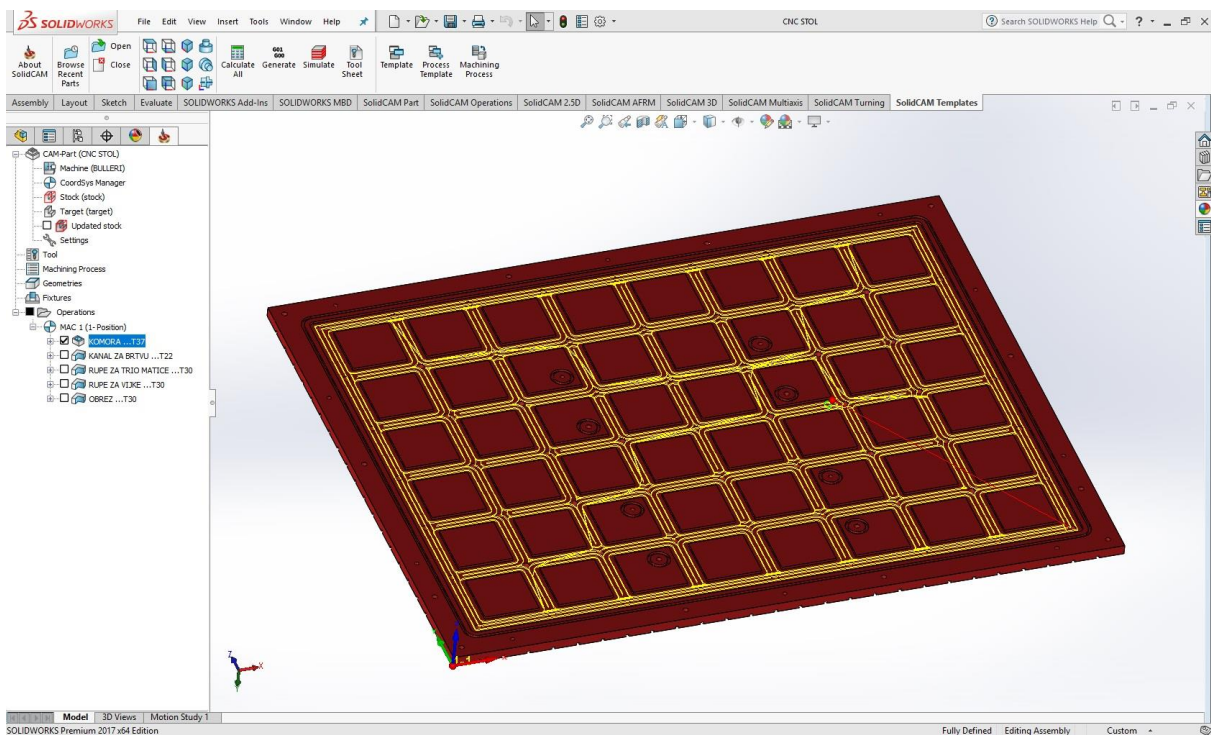 SOLIDWORKS File Edit View Insert Tools Window Help CNC STOL Search SOLIDWORKS Help ?
Open
Close
About SolidCAM
Browse Recent Parts
Calculate All
G01 G00 Generate
Simulate
Tool Sheet
Template
Process Template
Machining Process
Assembly Layout Sketch Evaluate SOLIDWORKS Add-Ins SOLIDWORKS MBD SolidCAM Part SolidCAM Operations SolidCAM 2.5D SolidCAM AFRM SolidCAM 3D SolidCAM Multiaxis SolidCAM Turning SolidCAM Templates
CAM-Part (CNC STOL)
Machine (BULLERI)
CoordSys Manager
Stock (stock)
Target (target)
Updated stock
Settings
Tool
Machining Process
Geometries
Fixtures
Operations
MAC 1 (1- Position)
KOMORA ...T37
KANAL ZA BRTVU ...T22
RUPE ZA TRIO MATICE ...T30
RUPE ZA VIJKE ...T30
OBREZ ...T30
Z
X
Model 3D Views Motion Study 1
SOLIDWORKS Premium 2017 x64 Edition Fully Defined Editing Assembly Custom